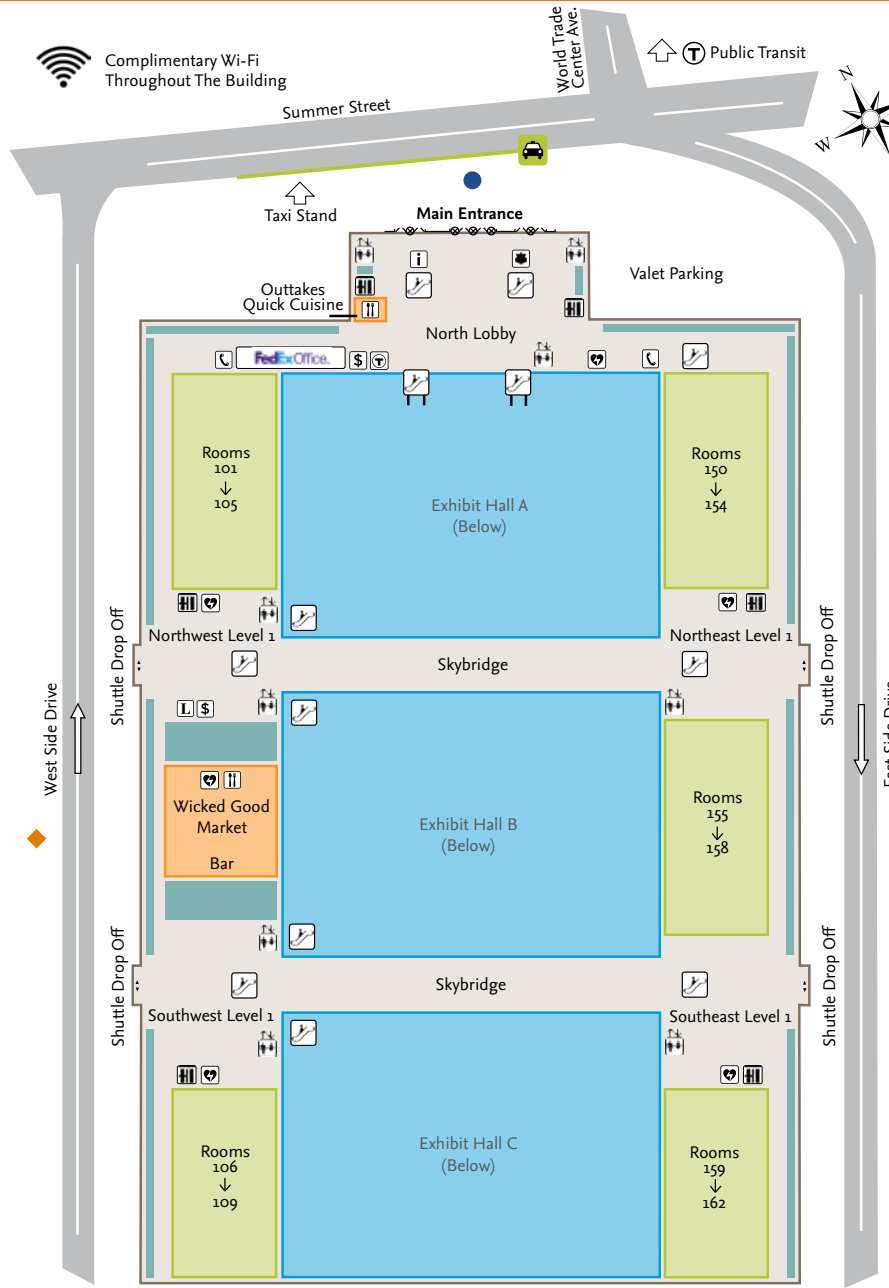 Complimentary Wi-Fi
Throughout The Building
World Trade
Center Ave.
T Public Transit
N
W
Summer Street
Taxi Stand
Main Entrance
i
Valet Parking
Outtakes
Quick Cuisine
North Lobby
FedExOffice.
$
T
Rooms
101
105
Exhibit Hall A
(Below)
Rooms
150
154
Shuttle Drop Off
Northwest Level 1
Skybridge
Northeast Level 1
Shuttle Drop Off
West Side Drive
L $
East Side Drive
Wicked Good
Market
Bar
Exhibit Hall B
(Below)
Rooms
155
158
Shuttle Drop Off
Southwest Level 1
Skybridge
Southeast Level 1
Shuttle Drop Off
Rooms
106
109
Exhibit Hall C
(Below)
Rooms
159
162